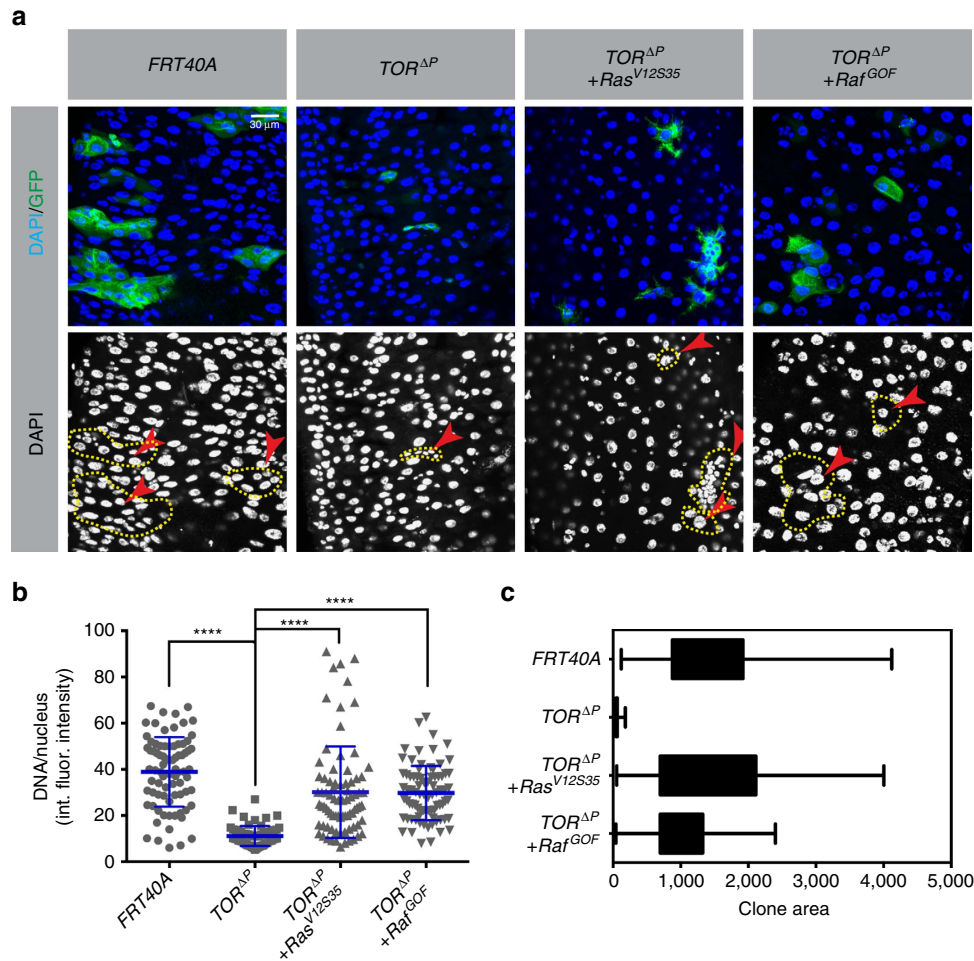 a
FRT40A
TOR^ΔP
TOR^ΔP
+Ras^V12S35
TOR^ΔP
+Raf^GOF
DAPI/GFP
30 μm
DAPI
b
DNA/nucleus
(int. fluor. intensity)
100
80
60
40
20
0
****
****
****
FRT40A
TOR^ΔP
TOR^ΔP
+Ras^V12S35
TOR^ΔP
+Raf^GOF
c
FRT40A
TOR^ΔP
TOR^ΔP
+Ras^V12S35
TOR^ΔP
+Raf^GOF
0 1,000 2,000 3,000 4,000 5,000
Clone area